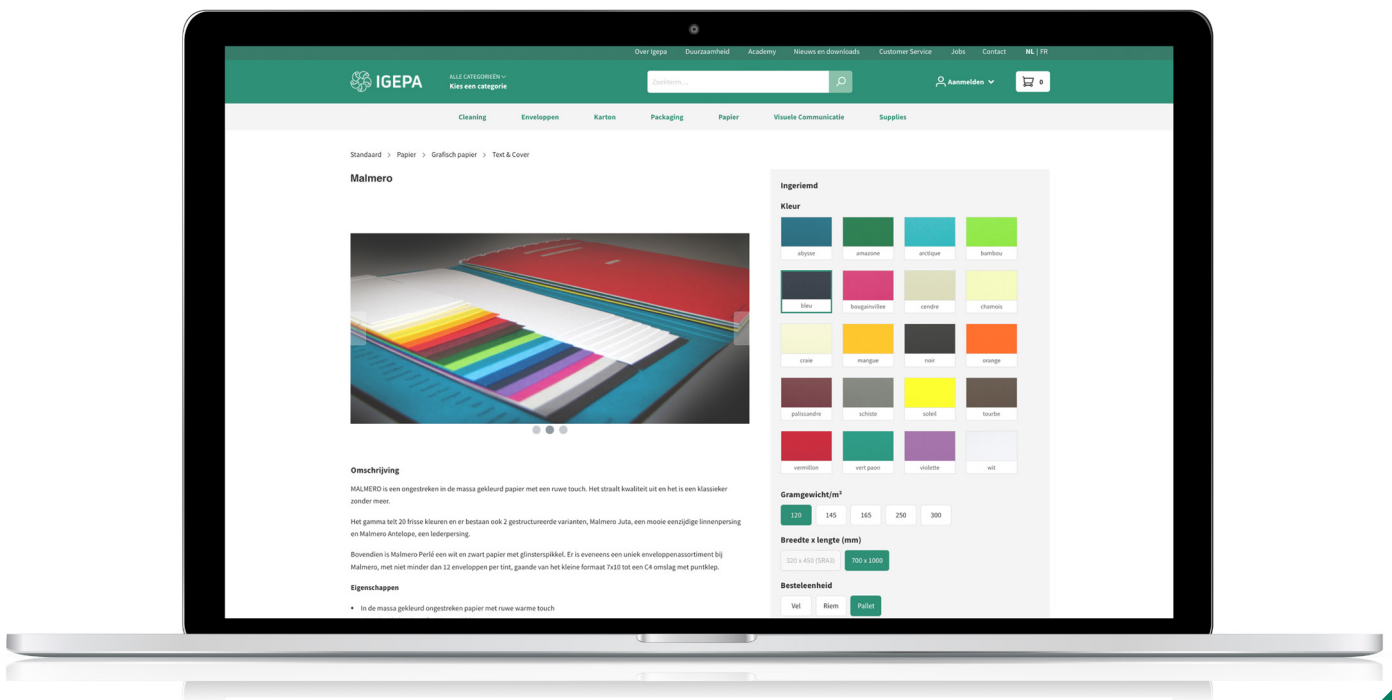 Over Igepa Duurzaamheid Academy Nieuws en downloads Customer Service Jobs Contact NL | FR
IGEPA
ALLE CATEGORIEËN
Kies een categorie
Zoekterm...
Aanmelden
0
Cleaning Enveloppen Karton Packaging Papier Visuele Communicatie Supplies
Standaard > Papier > Grafisch papier > Text & Cover
Malmero
Omschrijving
MALMERO is een ongestreken in de massa gekleurd papier met een ruwe touch. Het straalt kwaliteit uit en het is een klassieker
zonder meer.
Het gamma telt 20 frisse kleuren en er bestaan ook 2 gestructureerde varianten, Malmero Juta, een mooie eenzijdige linnenpersing
en Malmero Antelope, een lederpersing.
Bovendien is Malmero Perlé een wit en zwart papier met glinsterspikkel. Er is eveneens een uniek enveloppenassortiment bij
Malmero, met niet minder dan 12 enveloppen per tint, gaande van het kleine formaat 7x10 tot een C4 omslag met puntklep.
Eigenschappen
• In de massa gekleurd ongestreken papier met ruwe warme touch
Ingeriemd
Kleur
abysse amazone arctique bambou
bleu bougainvillee cendre chamois
craie mangue noir orange
palissandre schiste soleil tourbe
vermillon vert paon violette wit
Gramgewicht/m²
120 145 165 250 300
Breedte x lengte (mm)
320 x 450 (SRA3) 700 x 1000
Besteleenheid
Vel Riem Pallet